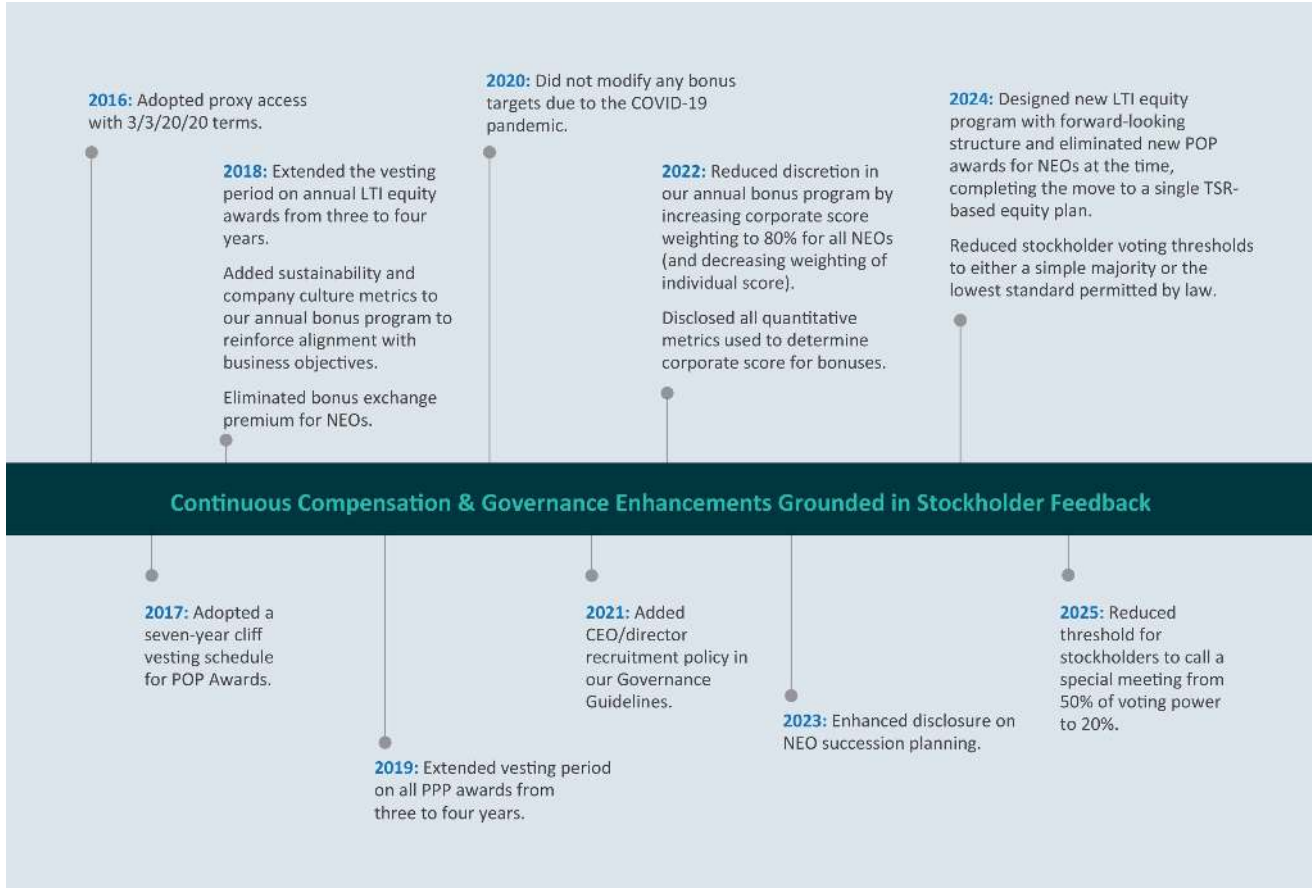 2016: Adopted proxy access
with 3/3/20/20 terms.
2018: Extended the vesting
period on annual LTI equity
awards from three to four
years.
Added sustainability and
company culture metrics to
our annual bonus program to
reinforce alignment with
business objectives.
Eliminated bonus exchange
premium for NEOs.
2020: Did not modify any bonus
targets due to the COVID-19
pandemic.
2022: Reduced discretion in
our annual bonus program by
increasing corporate score
weighting to 80% for all NEOs
(and decreasing weighting of
individual score).
Disclosed all quantitative
metrics used to determine
corporate score for bonuses.
2024: Designed new LTI equity
program with forward-looking
structure and eliminated new POP
awards for NEOs at the time,
completing the move to a single TSR-
based equity plan.
Reduced stockholder voting thresholds
to either a simple majority or the
lowest standard permitted by law.
Continuous Compensation & Governance Enhancements Grounded in Stockholder Feedback
2017: Adopted a
seven-year cliff
vesting schedule
for POP Awards.
2019: Extended vesting period
on all PPP awards from
three to four years.
2021: Added
CEO/director
recruitment policy in
our Governance
Guidelines.
2023: Enhanced disclosure on
NEO succession planning.
2025: Reduced
threshold for
stockholders to call a
special meeting from
50% of voting power
to 20%.